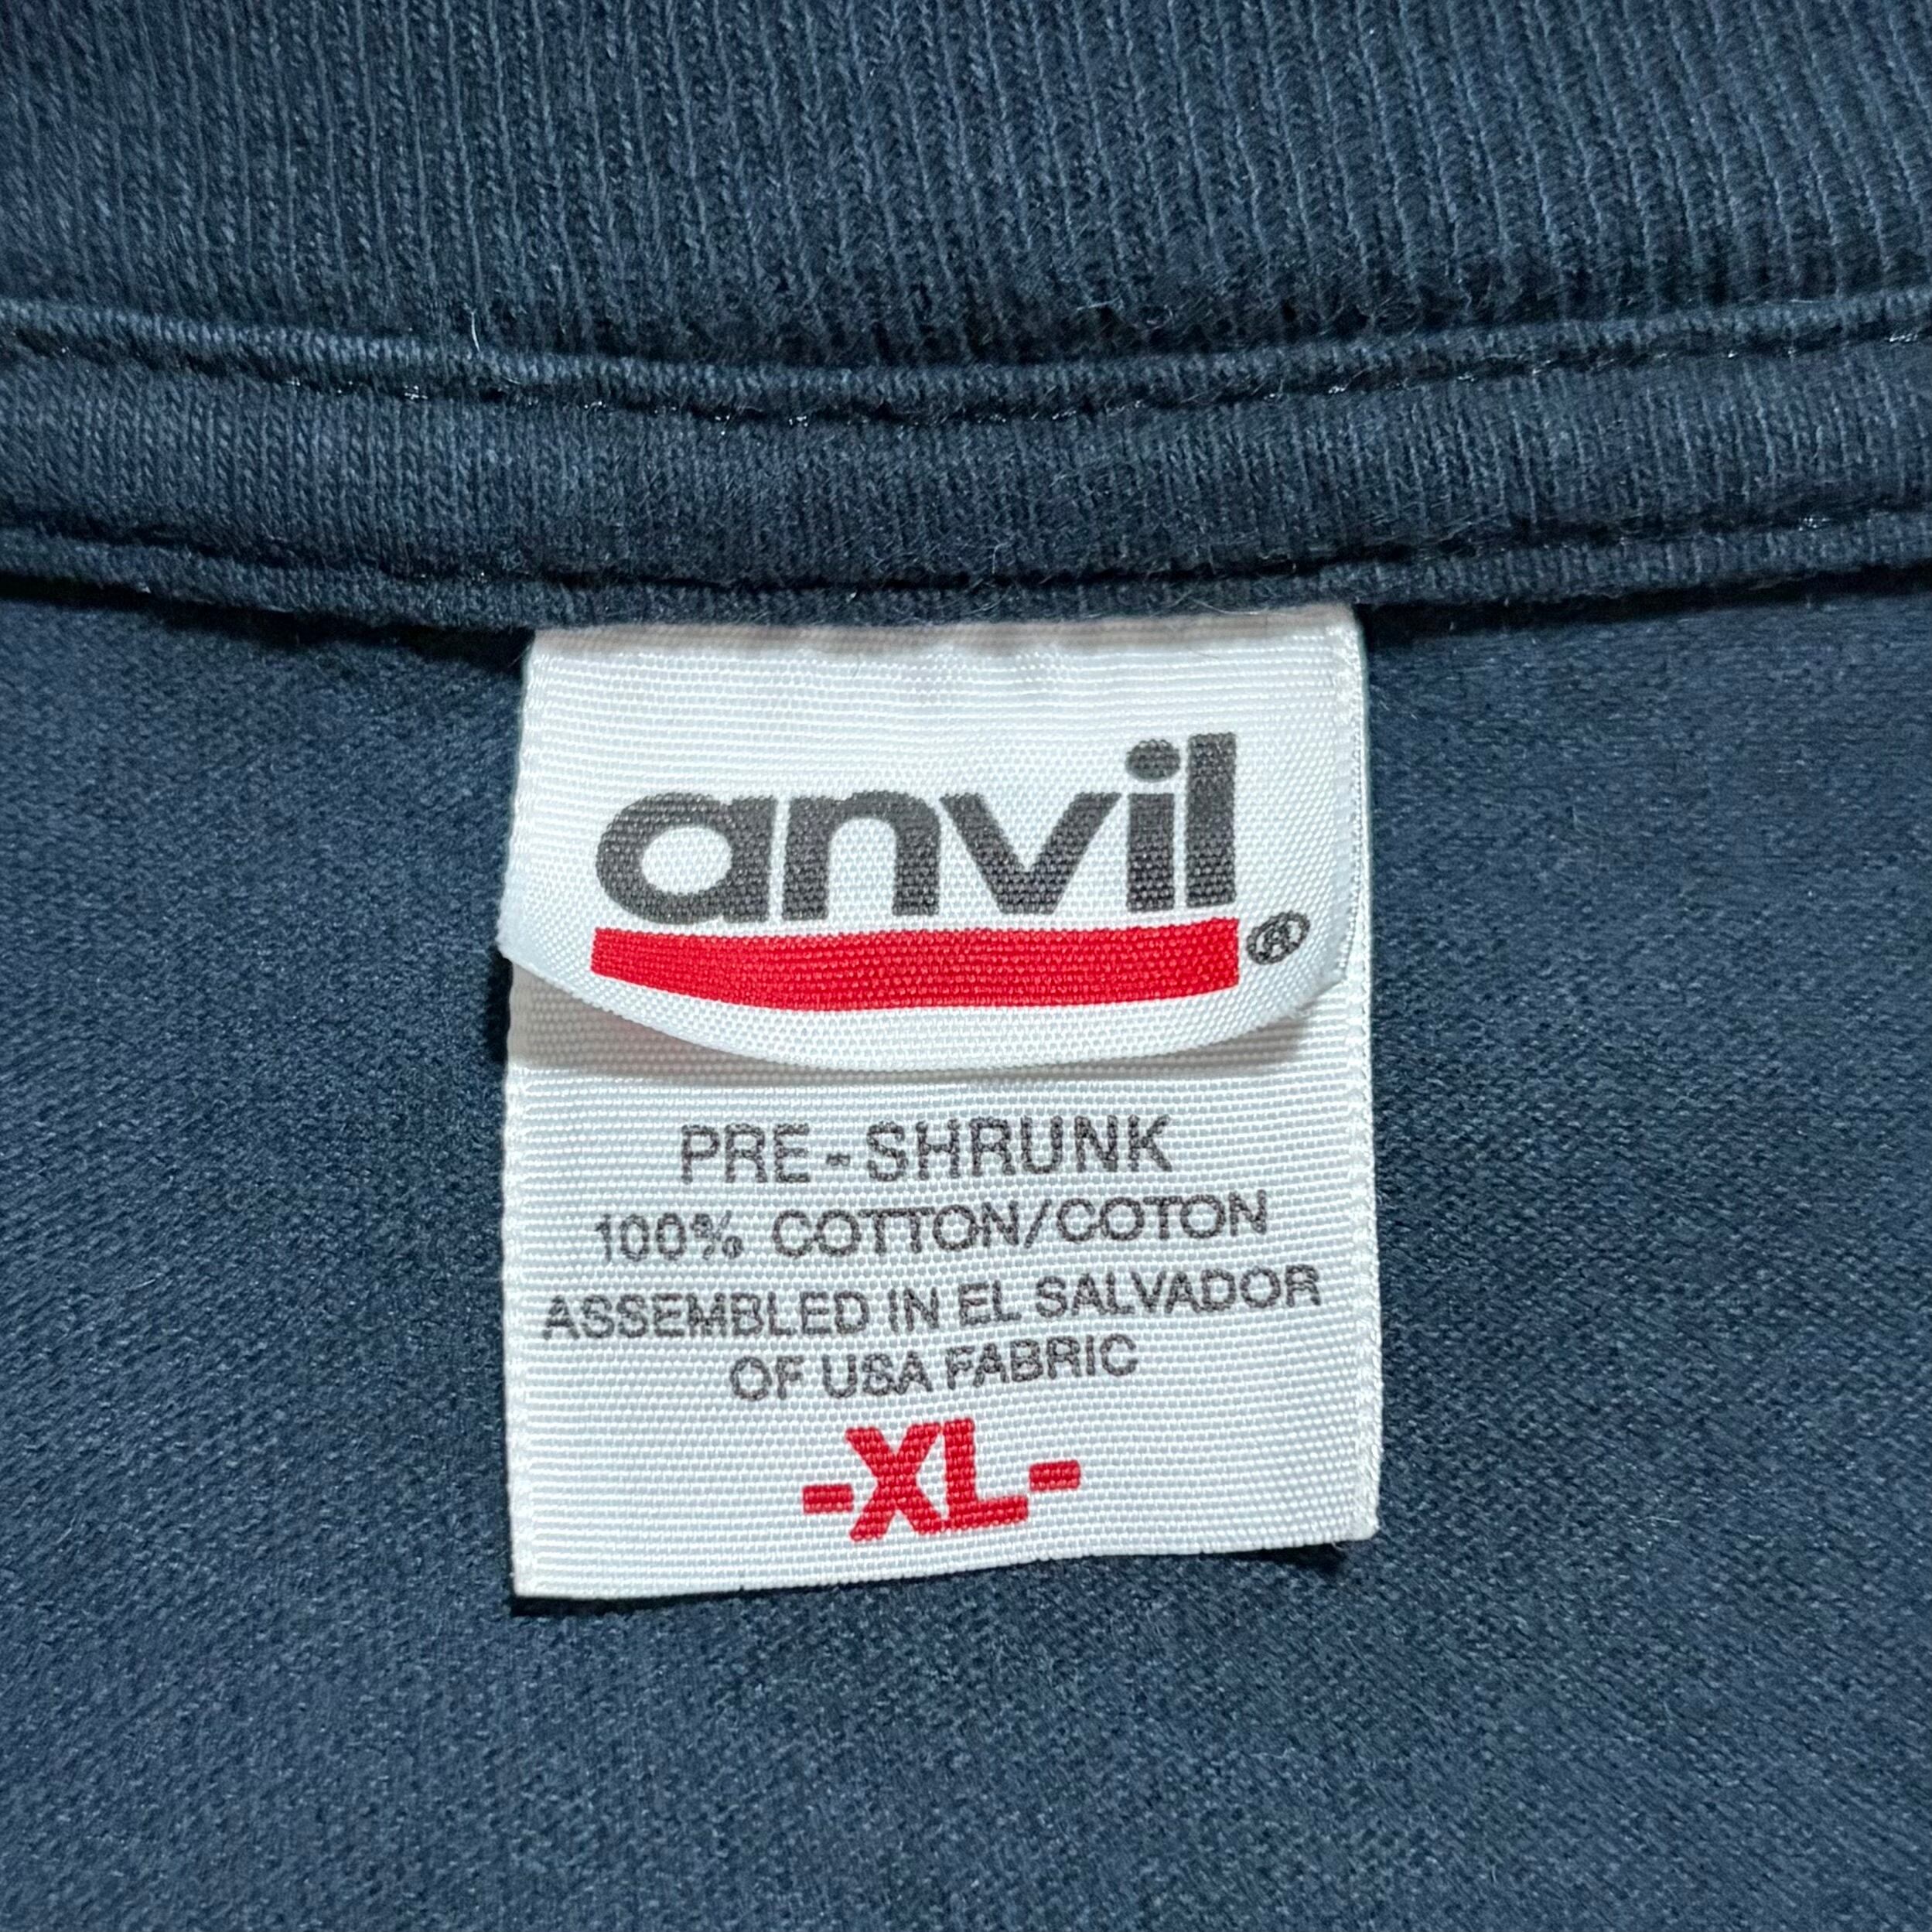 anvil®
PRE-SHRUNK
100% COTTON/COTON
ASSEMBLED IN EL SALVADOR
OF USA FABRIC
-XL-